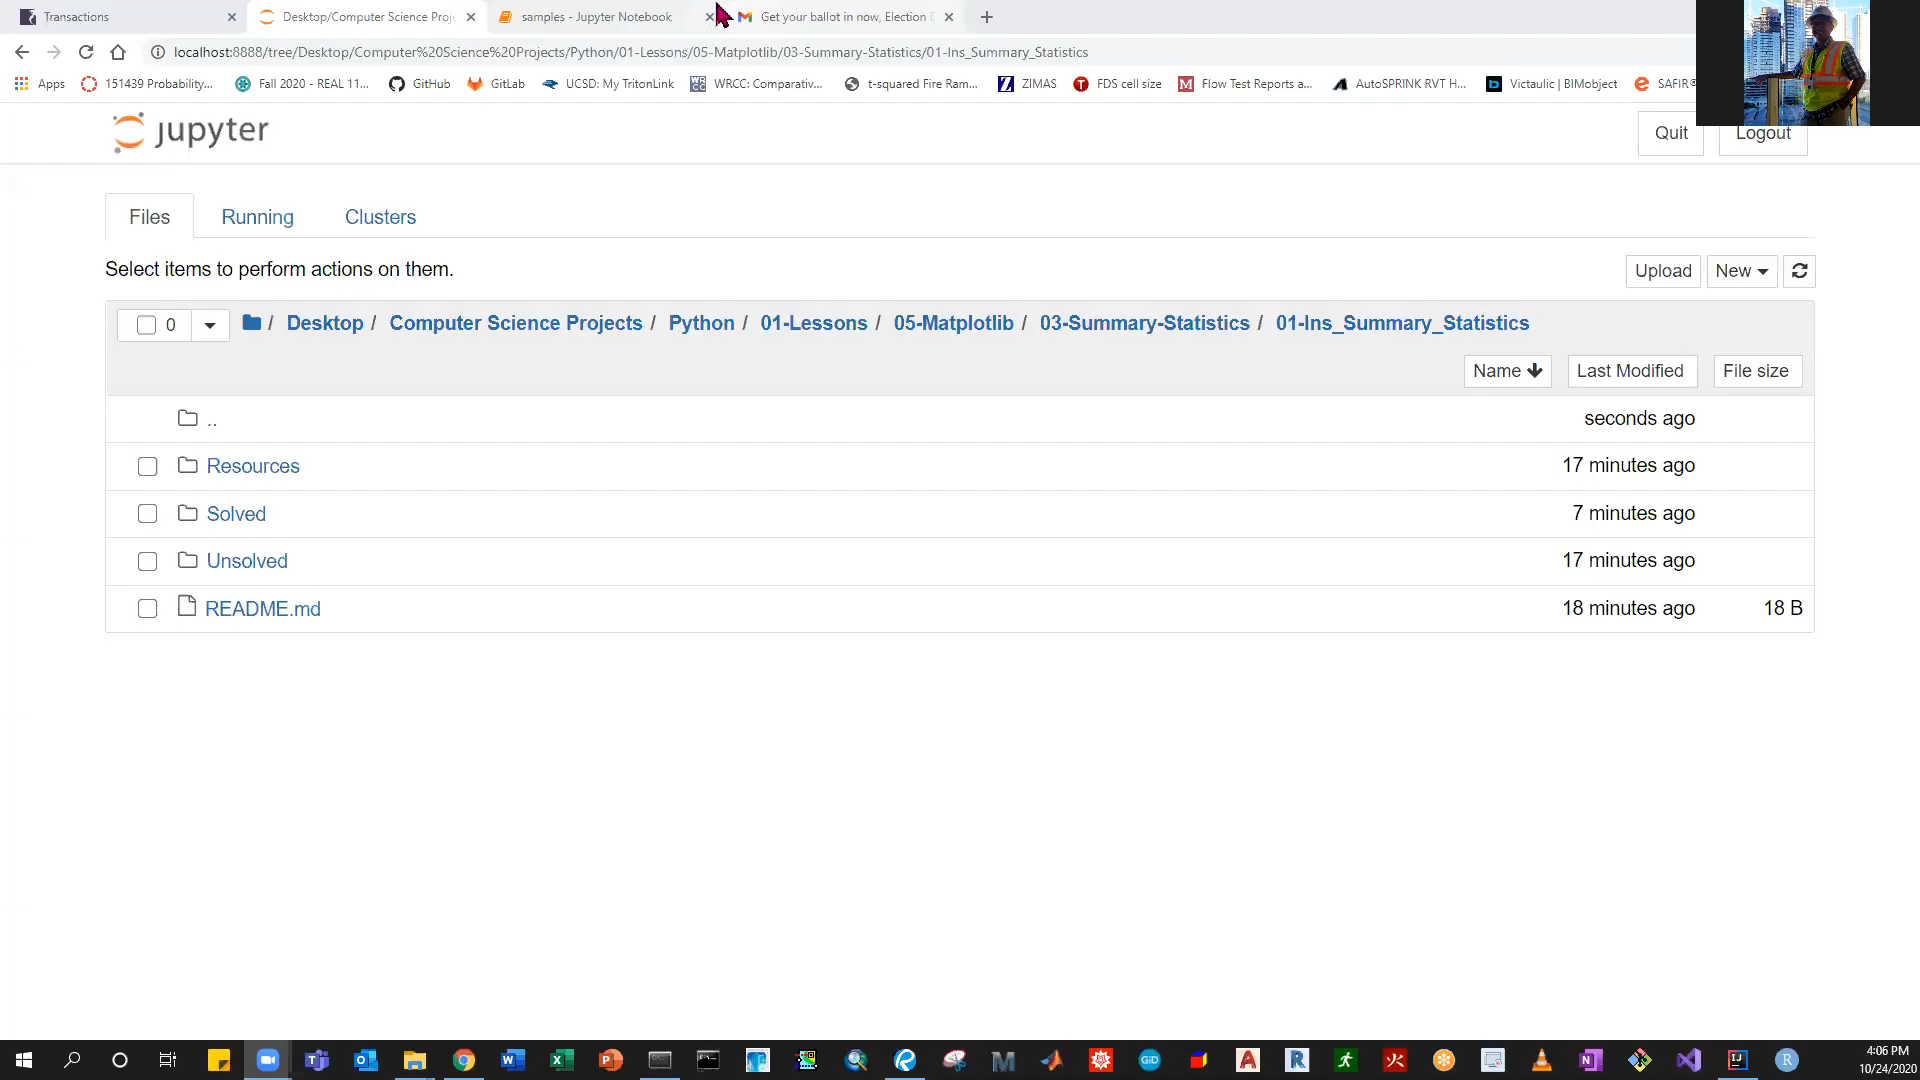 Transactions
Desktop/Computer Science Proj
samples - Jupyter Notebook
Get your ballot in now, Election
localhost:8888/tree/Desktop/Computer%20Science%20Projects/Python/01-Lessons/05-Matplotlib/03-Summary-Statistics/01-Ins_Summary_Statistics
Apps 151439 Probability... Fall 2020 - REAL 11... GitHub GitLab UCSD: My TritonLink WRCC: Comparativ... t-squared Fire Ram... ZIMAS FDS cell size Flow Test Reports a... AutoSPRINK RVT H... Victaulic | BIMobject SAFIR®
jupyter
Quit Logout
Files Running Clusters
Select items to perform actions on them.
Upload New
0 / Desktop / Computer Science Projects / Python / 01-Lessons / 05-Matplotlib / 03-Summary-Statistics / 01-Ins_Summary_Statistics
Name Last Modified File size
.. seconds ago
Resources 17 minutes ago
Solved 7 minutes ago
Unsolved 17 minutes ago
README.md 18 minutes ago 18 B
4:06 PM
10/24/2020